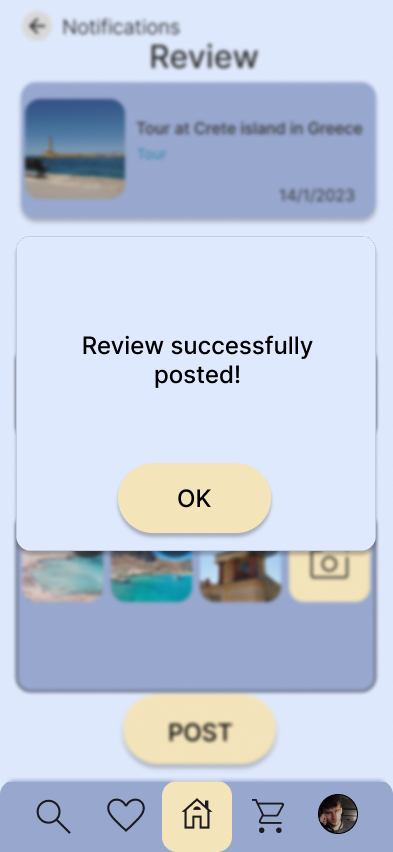 Notifications
Review
Tour at Crete island in Greece
Tour
14/1/2023
Review successfully
posted!
OK
POST